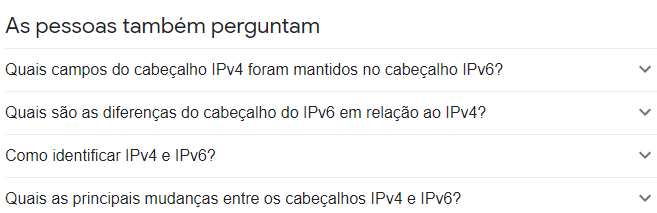 As pessoas também perguntam
Quais campos do cabeçalho IPv4 foram mantidos no cabeçalho IPv6?
Quais são as diferenças do cabeçalho do IPv6 em relação ao IPv4?
Como identificar IPv4 e IPv6?
Quais as principais mudanças entre os cabeçalhos IPv4 e IPv6?